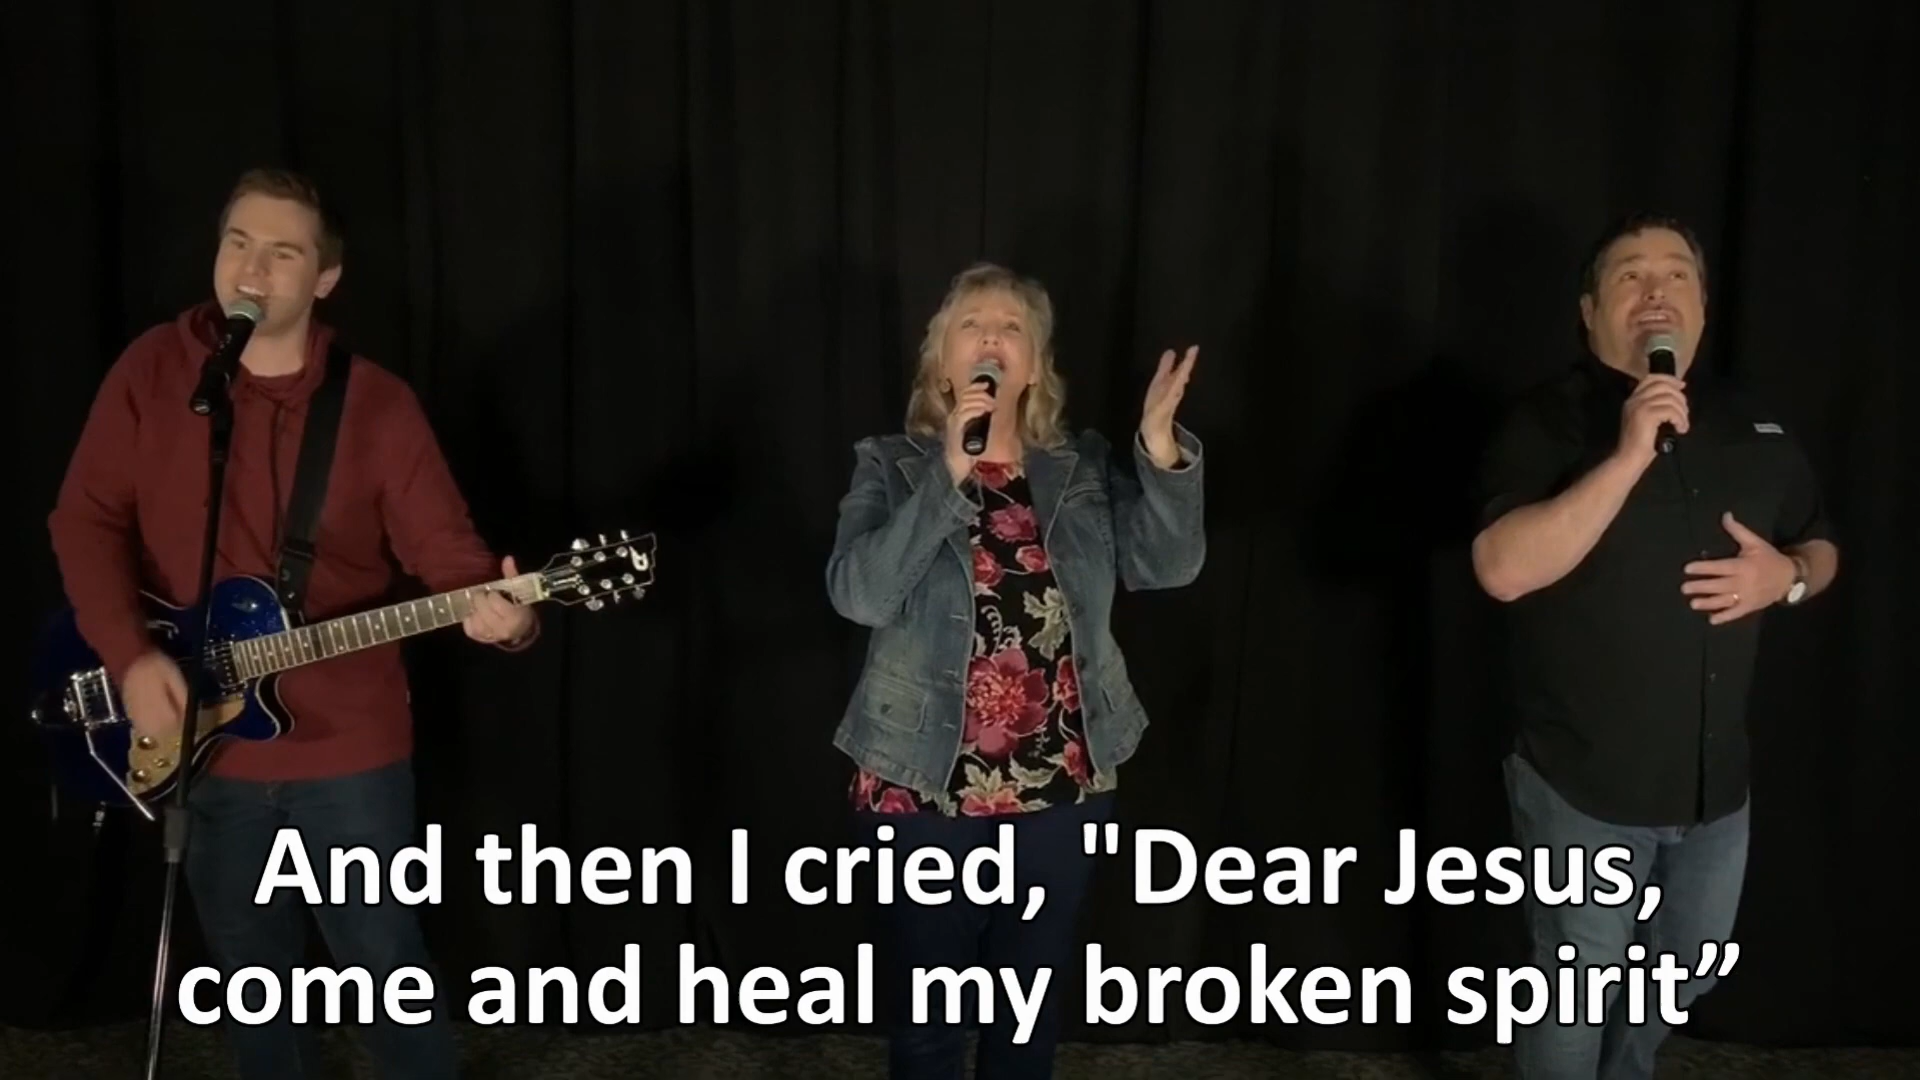 And then I cried, "Dear Jesus,
come and heal my broken spirit”